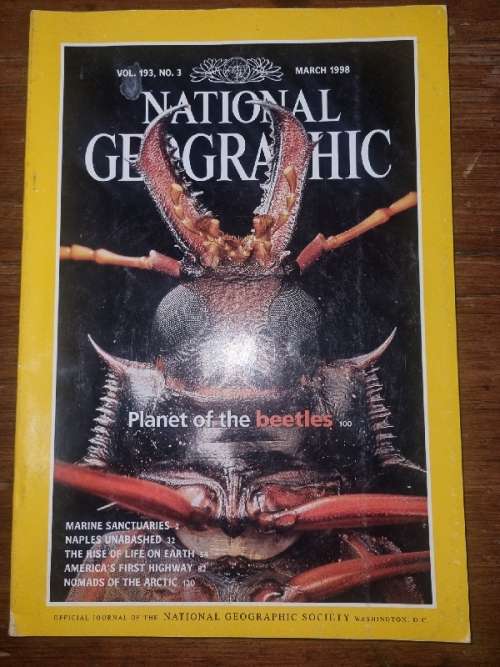 VOL. 193, NO. 3 MARCH 1998
NATIONAL
GEOGRAPHIC
Planet of the beetles 100
MARINE SANCTUARIES 2
NAPLES UNABASHED 32
THE RISE OF LIFE ON EARTH 54
AMERICA'S FIRST HIGHWAY 82
NOMADS OF THE ARCTIC 120
OFFICIAL JOURNAL OF THE NATIONAL GEOGRAPHIC SOCIETY WASHINGTON, D.C.